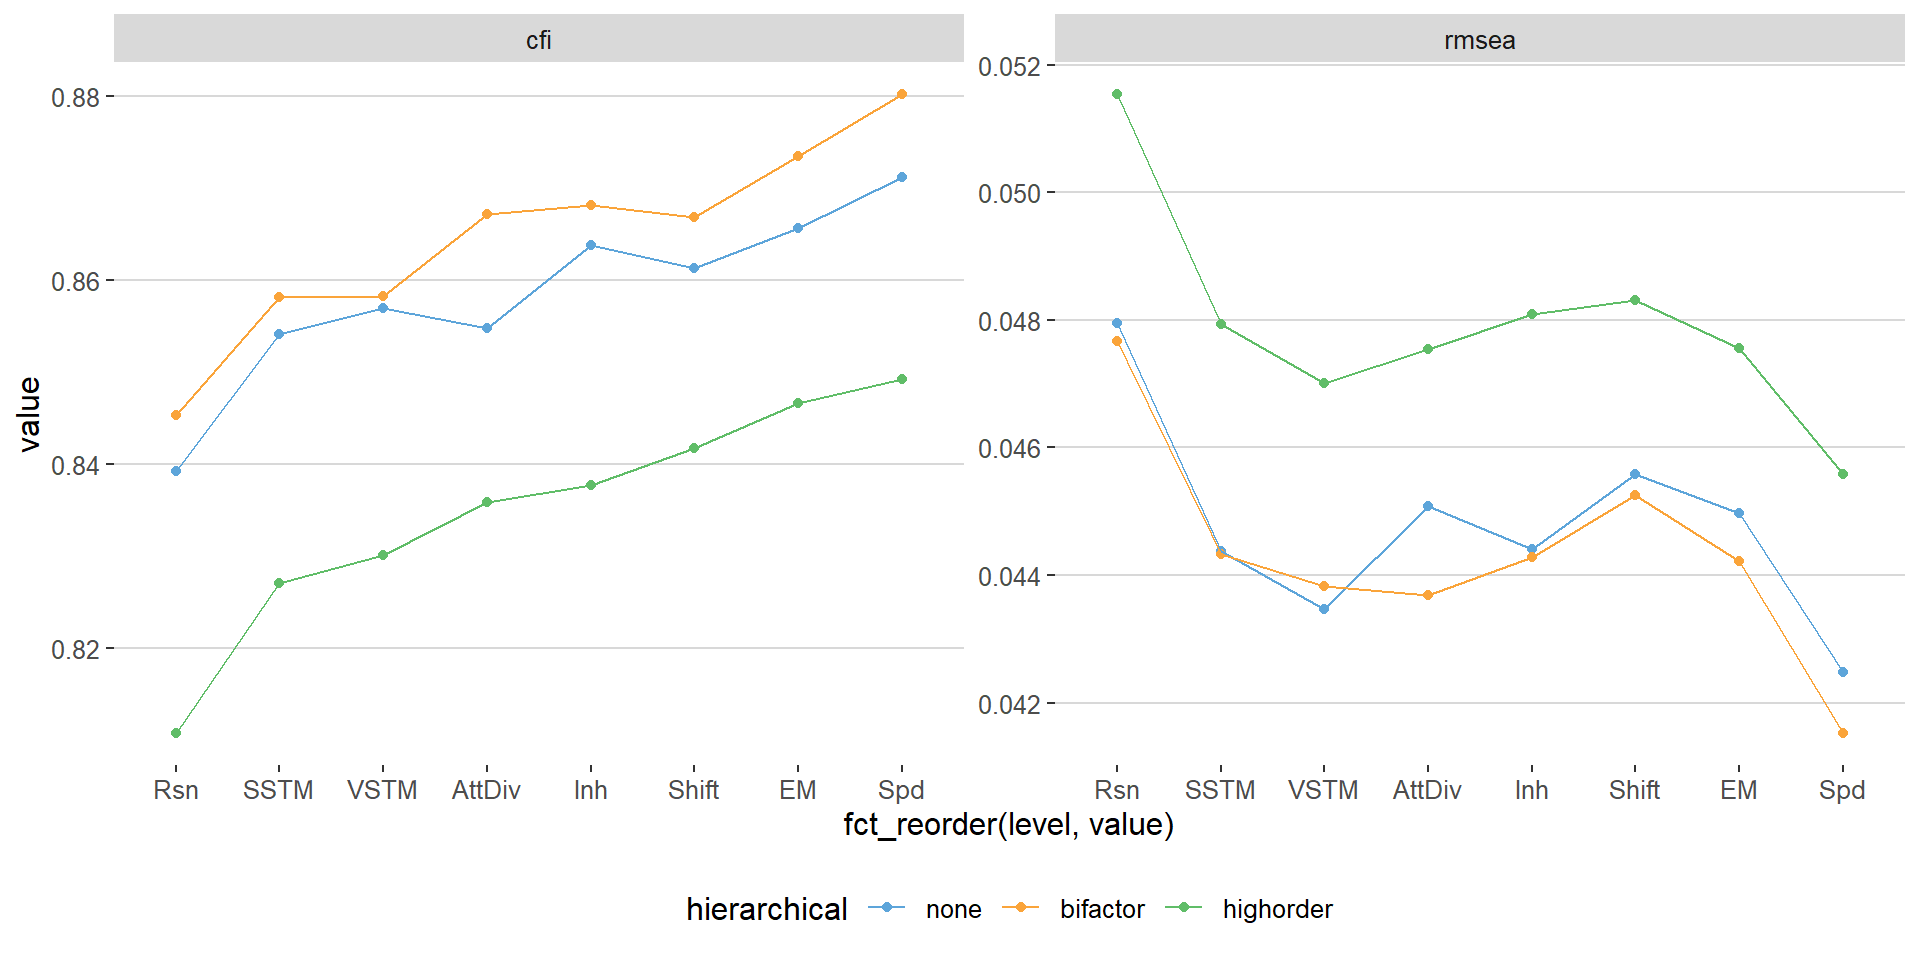 cfi
rmsea
value
0.88
0.86
0.84
0.82
0.052
0.050
0.048
0.046
0.044
0.042
Rsn SSTM VSTM AttDiv Inh Shift EM Spd
Rsn SSTM VSTM AttDiv Inh Shift EM Spd
fct_reorder(level, value)
hierarchical none bifactor highorder